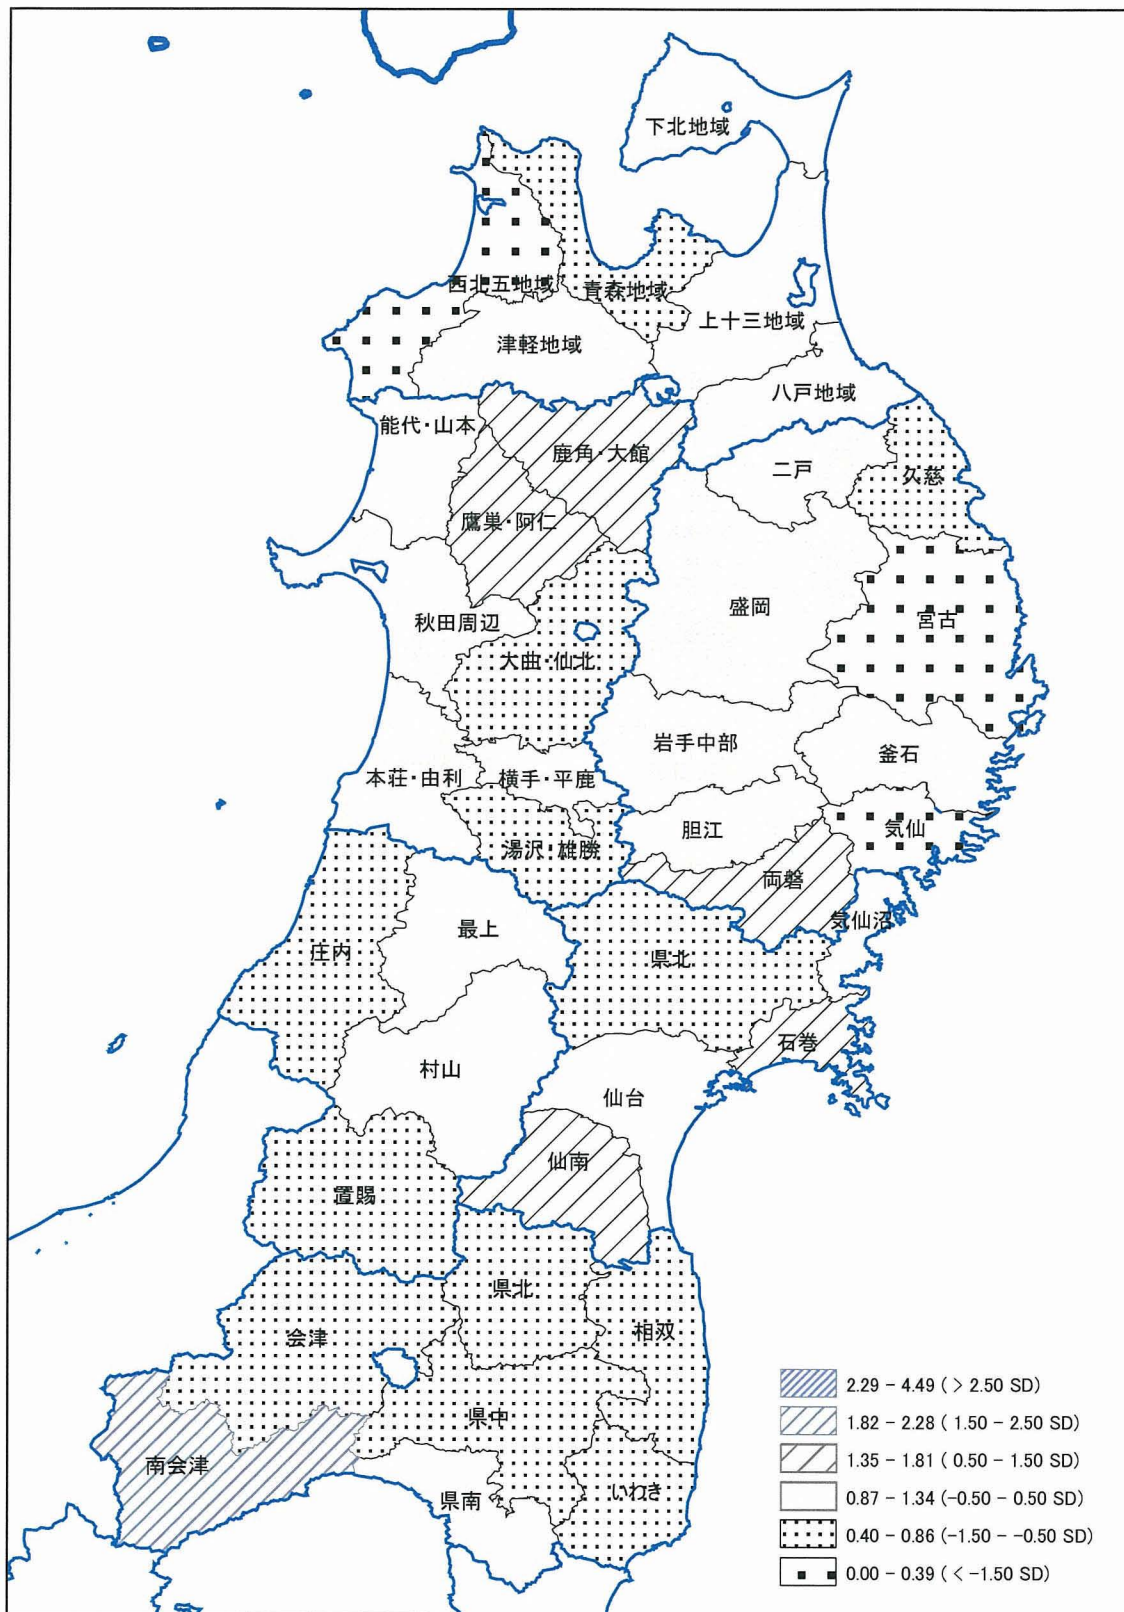 下北地域
西北五地域
青森地域
上十三地域
津軽地域
八戸地域
能代・山本
鹿角・大館
二戸
久慈
鷹巣・阿仁
盛岡
宮古
秋田周辺
大曲・仙北
岩手中部
釜石
本荘・由利
横手・平鹿
胆江
気仙
湯沢・雄勝
両磐
気仙沼
最上
庄内
県北
石巻
村山
仙台
仙南
置賜
県北
相双
会津
県中
南会津
県南
いわき
2.29 - 4.49 ( > 2.50 SD)
1.82 - 2.28 ( 1.50 - 2.50 SD)
1.35 - 1.81 ( 0.50 - 1.50 SD)
0.87 - 1.34 (-0.50 - 0.50 SD)
0.40 - 0.86 (-1.50 - -0.50 SD)
0.00 - 0.39 ( < -1.50 SD)